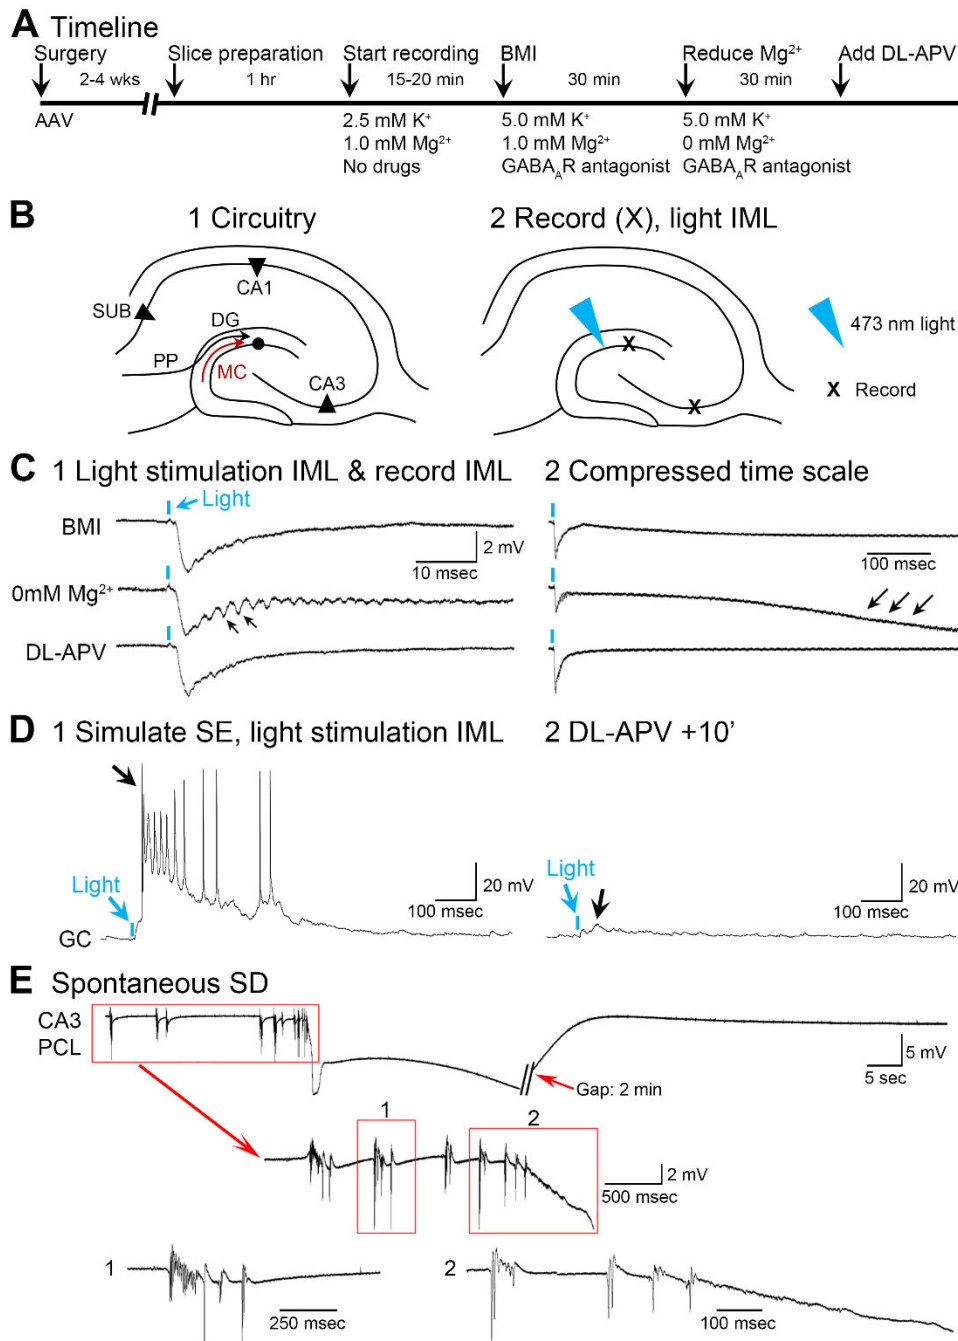 A Timeline
Surgery Slice preparation Start recording BMI Reduce Mg²⁺ Add DL-APV
2-4 wks 1 hr 15-20 min 30 min 30 min
AAV 2.5 mM K⁺ 5.0 mM K⁺ 5.0 mM K⁺
1.0 mM Mg²⁺ 1.0 mM Mg²⁺ 0 mM Mg²⁺
No drugs GABA_AR antagonist GABA_AR antagonist
B 1 Circuitry 2 Record (X), light IML
CA1
SUB
DG
473 nm light
PP
MC
CA3
X
X Record
X
C 1 Light stimulation IML & record IML 2 Compressed time scale
Light
BMI
2 mV
10 msec
100 msec
0mM Mg²⁺
DL-APV
D 1 Simulate SE, light stimulation IML 2 DL-APV +10'
Light
20 mV
100 msec
Light
20 mV
100 msec
GC
E Spontaneous SD
CA3
PCL
5 mV
5 sec
Gap: 2 min
1 2
2 mV
500 msec
1 2
250 msec 100 msec